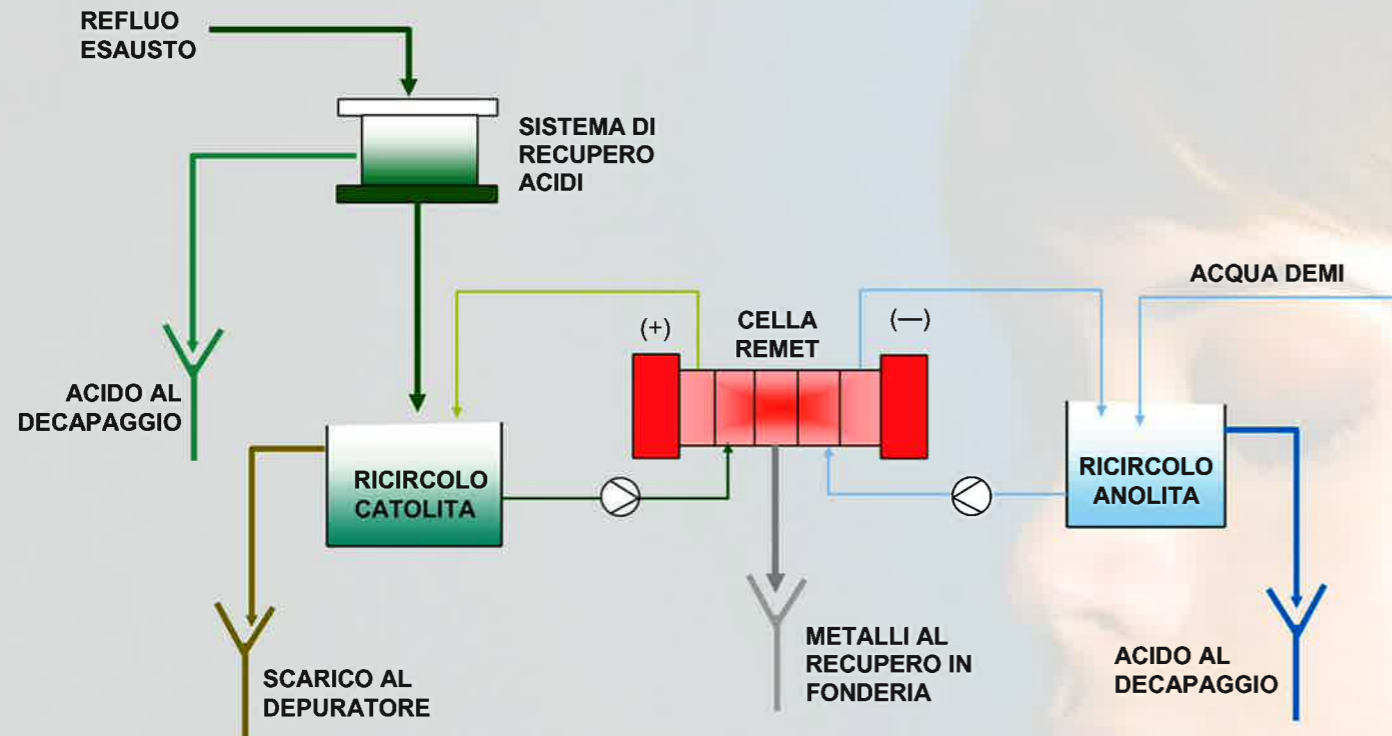 REFLUO
ESAUSTO
SISTEMA DI
RECUPERO
ACIDI
ACQUA DEMI
(+)
CELLA
REMET
(—)
ACIDO AL
DECAPAGGIO
RICIRCOLO
CATOLITA
RICIRCOLO
ANOLITA
METALLI AL
RECUPERO IN
FONDERIA
ACIDO AL
DECAPAGGIO
SCARICO AL
DEPURATORE